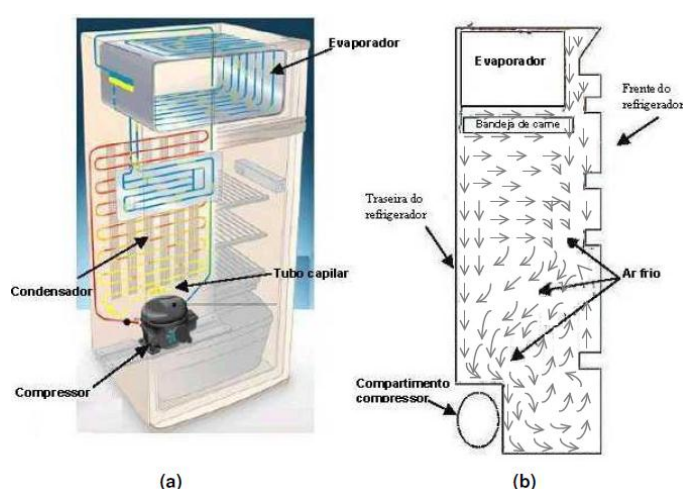 Evaporador
Condensador
Tubo capilar
Compressor
(a)
Evaporador
Bandeja de carne
Frente do
refrigerador
Traseira do
refrigerador
Ar frio
Compartimento
compressor
(b)